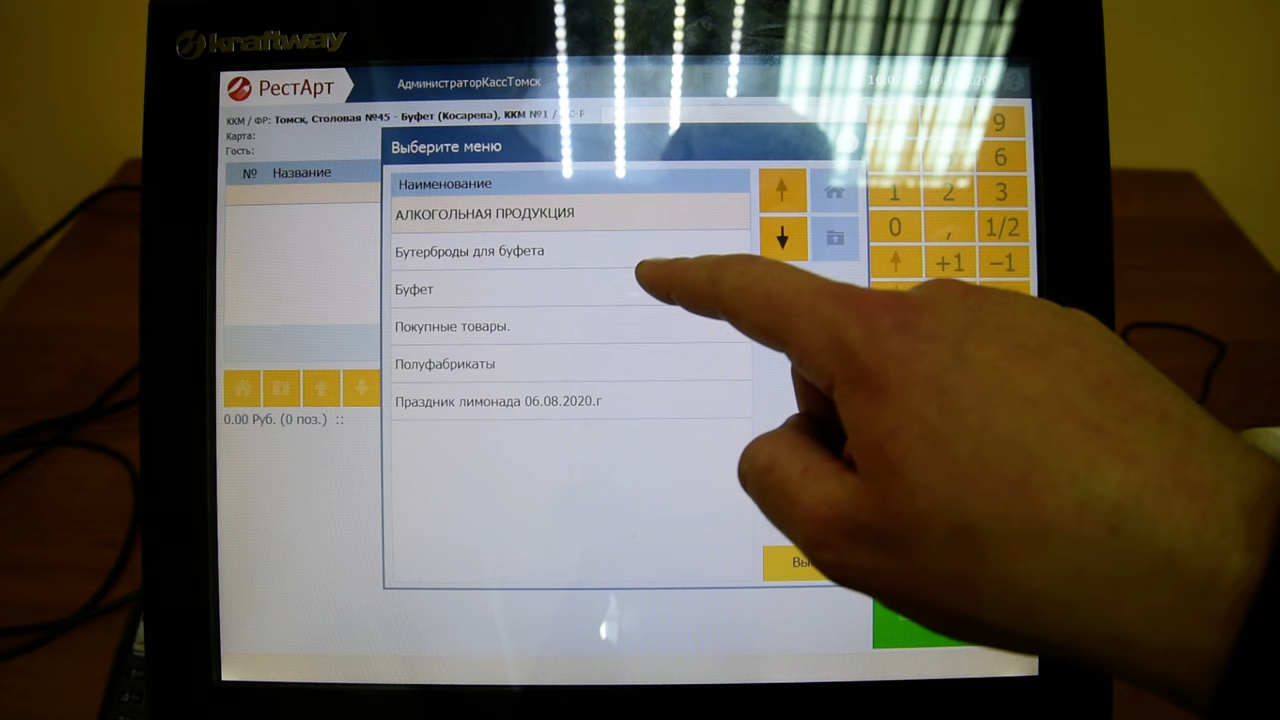 kraftway
РестАрт
АдминистраторКассТомск
ККМ / ФР: Томск, Столовая №45 - Буфет (Косарева), ККМ №1 /
Карта:
Гость:
№ Название
Выберите меню
Наименование
АЛКОГОЛЬНАЯ ПРОДУКЦИЯ
Бутерброды для буфета
Буфет
Покупные товары.
Полуфабрикаты
Праздник лимонада 06.08.2020.г
0.00 Руб. (0 поз.) ::
9
6
1 2 3
0 , 1/2
+1 −1